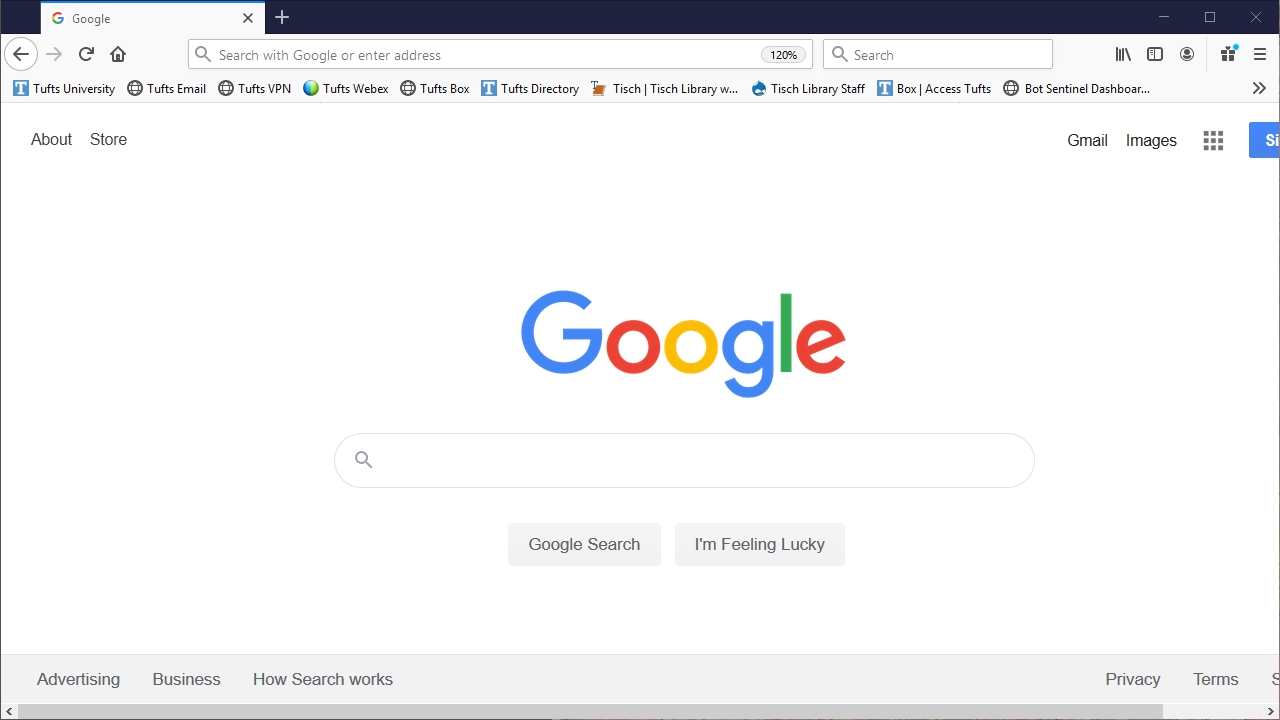 Google
Search with Google or enter address 120% Search
Tufts University Tufts Email Tufts VPN Tufts Webex Tufts Box Tufts Directory Tisch | Tisch Library w... Tisch Library Staff Box | Access Tufts Bot Sentinel Dashboar...
About Store Gmail Images Si
Google
Google Search I'm Feeling Lucky
Advertising Business How Search works Privacy Terms S